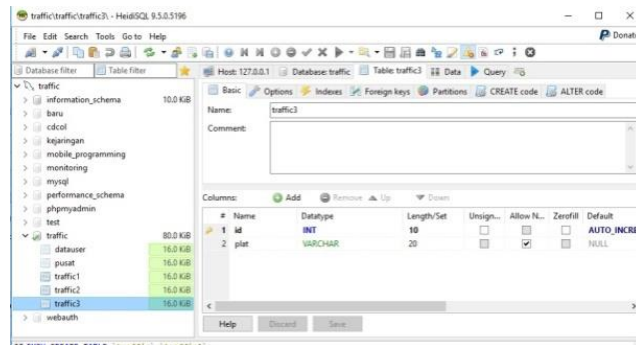 traffic\traffic\traffic3\ - HeidiSQL 9.5.0.5196
File Edit Search Tools Go to Help
Donate
Database filter Table filter
Host: 127.0.0.1 Database: traffic Table: traffic3 Data Query
traffic
information_schema 10.0 KiB
baru
cdcol
kejaringan
mobile_programming
monitoring
mysql
performance_schema
phpmyadmin
test
traffic 80.0 KiB
datauser 16.0 KiB
pusat 16.0 KiB
traffic1 16.0 KiB
traffic2 16.0 KiB
traffic3 16.0 KiB
webauth
Basic Options Indexes Foreign keys Partitions CREATE code ALTER code
Name: traffic3
Comment:
Columns: Add Remove Up Down
# Name Datatype Length/Set Unsign... Allow N... Zerofill Default
1 id INT 10 AUTO_INCRE
2 plat VARCHAR 20 NULL
Help Discard Save